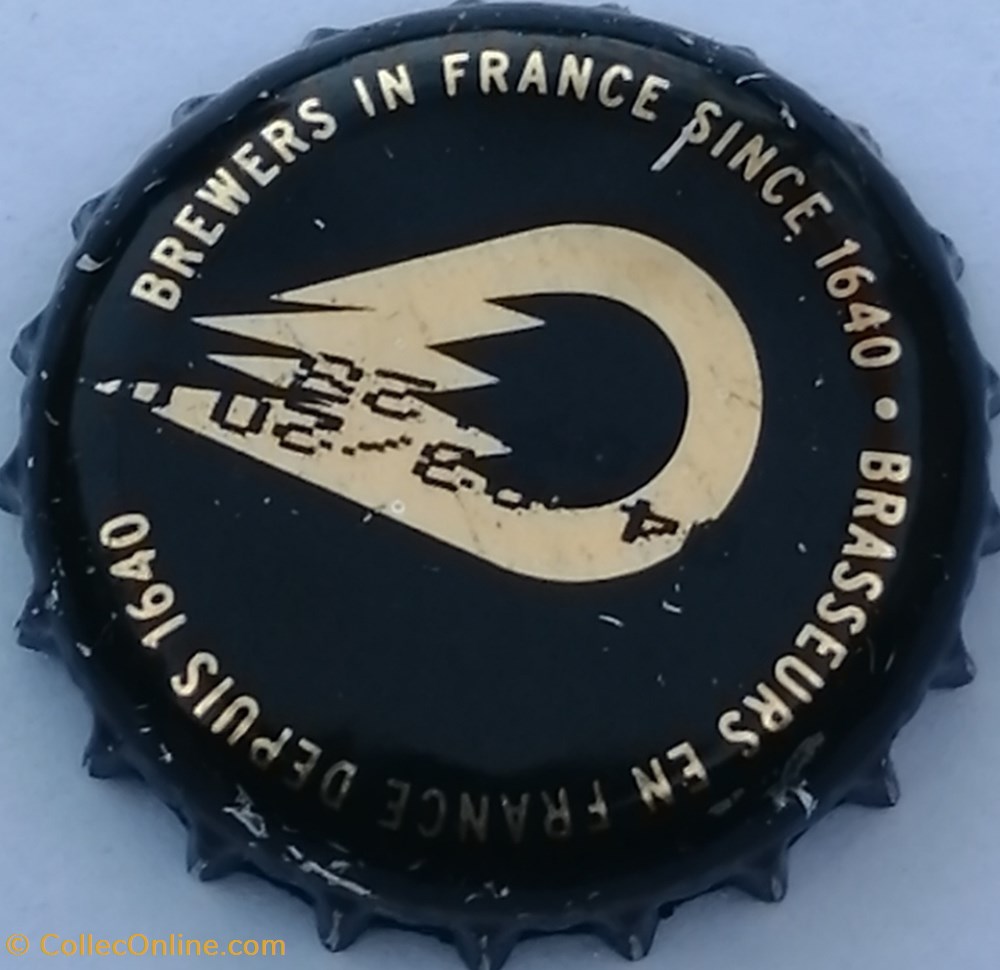 BREWERS IN FRANCE SINCE 1640 • BRASSEURS EN FRANCE DEPUIS 1640
© CollecOnline.com